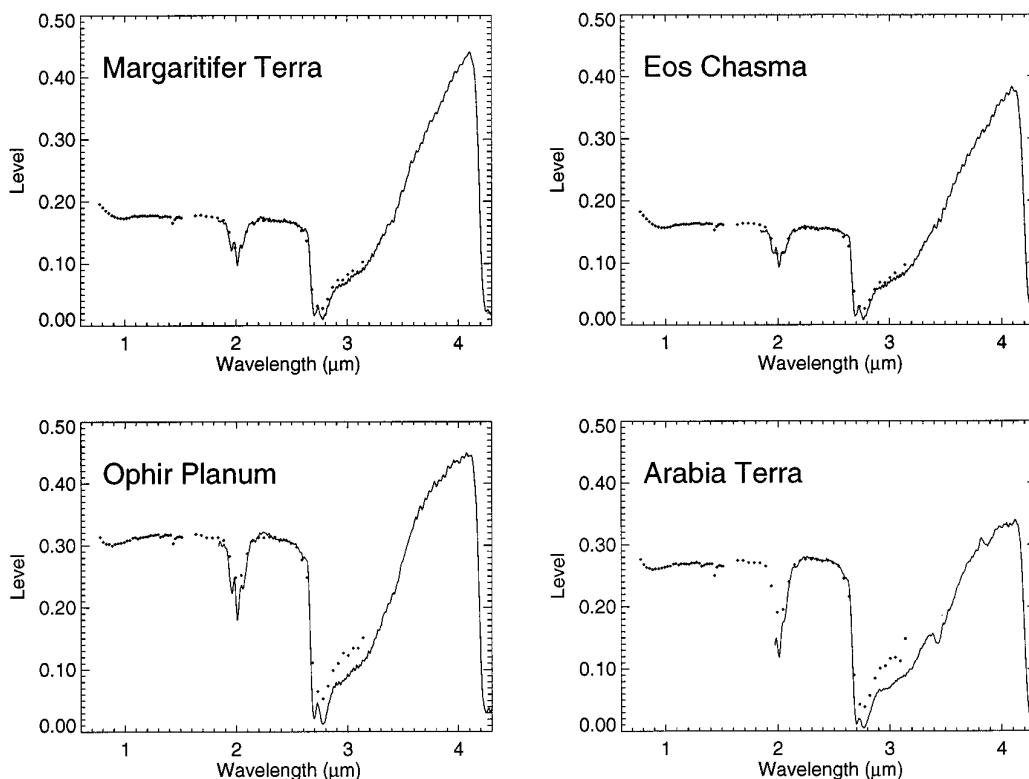 0.50
0.40
0.30
0.20
0.10
0.00
Level
Margaritifer Terra
1 2 3 4
Wavelength (μm)
0.50
0.40
0.30
0.20
0.10
0.00
Level
Eos Chasma
1 2 3 4
Wavelength (μm)
0.50
0.40
0.30
0.20
0.10
0.00
Level
Ophir Planum
1 2 3 4
Wavelength (μm)
0.50
0.40
0.30
0.20
0.10
0.00
Level
Arabia Terra
1 2 3 4
Wavelength (μm)